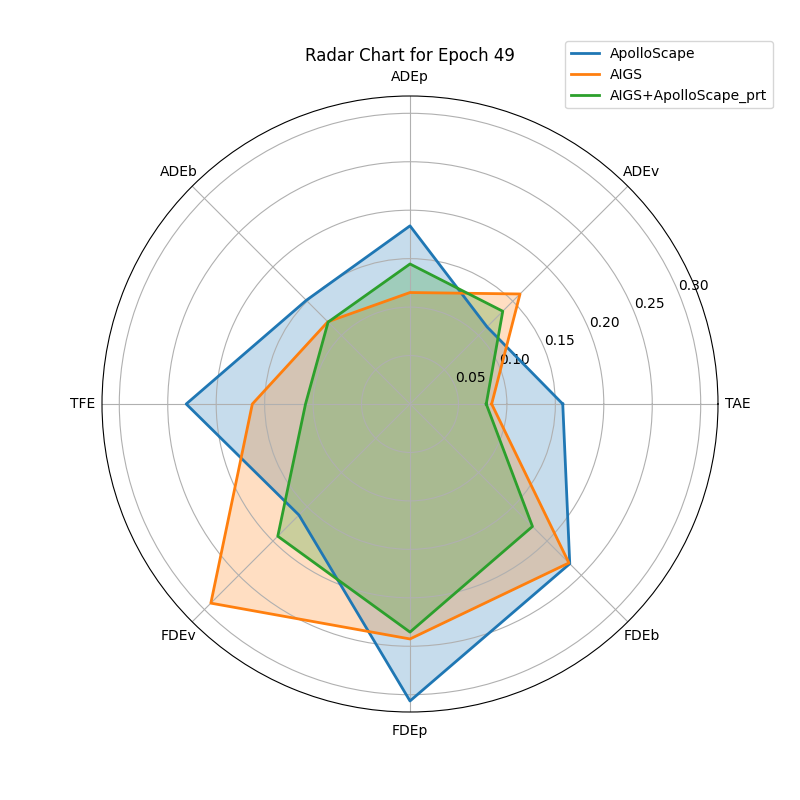 Radar Chart for Epoch 49
ApolloScape
AIGS
AIGS+ApolloScape_prt
ADEp
ADEb
ADEv
0.30
0.25
0.20
0.15
0.10
0.05
TFE
TAE
FDEv
FDEb
FDEp